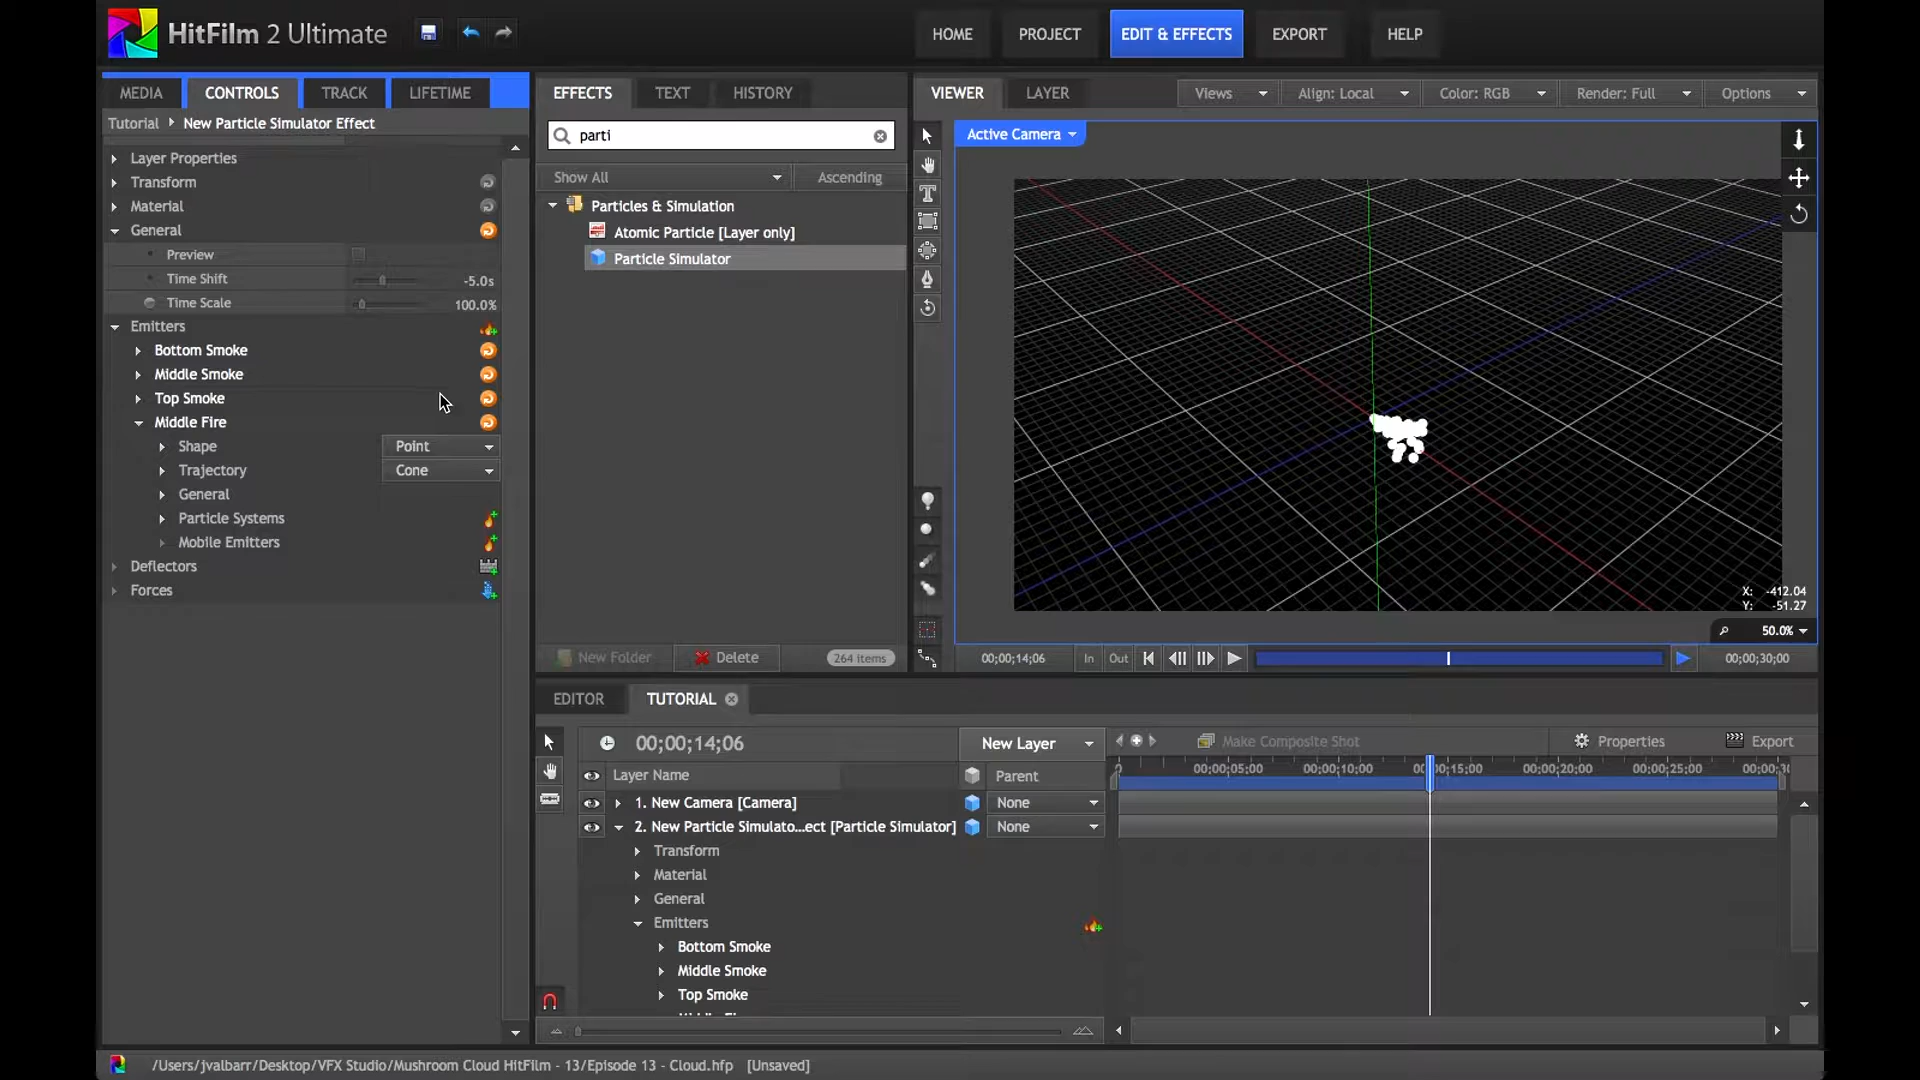 HitFilm 2 Ultimate
HOME
PROJECT
EDIT & EFFECTS
EXPORT
HELP
MEDIA
CONTROLS
TRACK
LIFETIME
Tutorial
New Particle Simulator Effect
Layer Properties
Transform
Material
General
Preview
Time Shift
-5.0s
Time Scale
100.0%
Emitters
Bottom Smoke
Middle Smoke
Top Smoke
Middle Fire
Shape
Point
Trajectory
Cone
General
Particle Systems
Mobile Emitters
Deflectors
Forces
EFFECTS
TEXT
HISTORY
parti
Show All
Ascending
Particles & Simulation
Atomic Particle [Layer only]
Particle Simulator
New Folder
Delete
264 items
VIEWER
LAYER
Views
Align: Local
Color: RGB
Render: Full
Options
Active Camera
X: -412.04
Y: -51.27
50.0%
00;00;14;06
In
Out
00;00;30;00
EDITOR
TUTORIAL
00;00;14;06
New Layer
Make Composite Shot
Properties
Export
Layer Name
Parent
0
00;00;05;00
00;00;10;00
00;00;20;00
00;00;25;00
1. New Camera [Camera]
None
2. New Particle Simulato...ect [Particle Simulator]
None
Transform
Material
General
Emitters
Bottom Smoke
Middle Smoke
Top Smoke
/Users/jvalbarr/Desktop/VFX Studio/Mushroom Cloud HitFilm - 13/Episode 13 - Cloud.hfp [Unsaved]